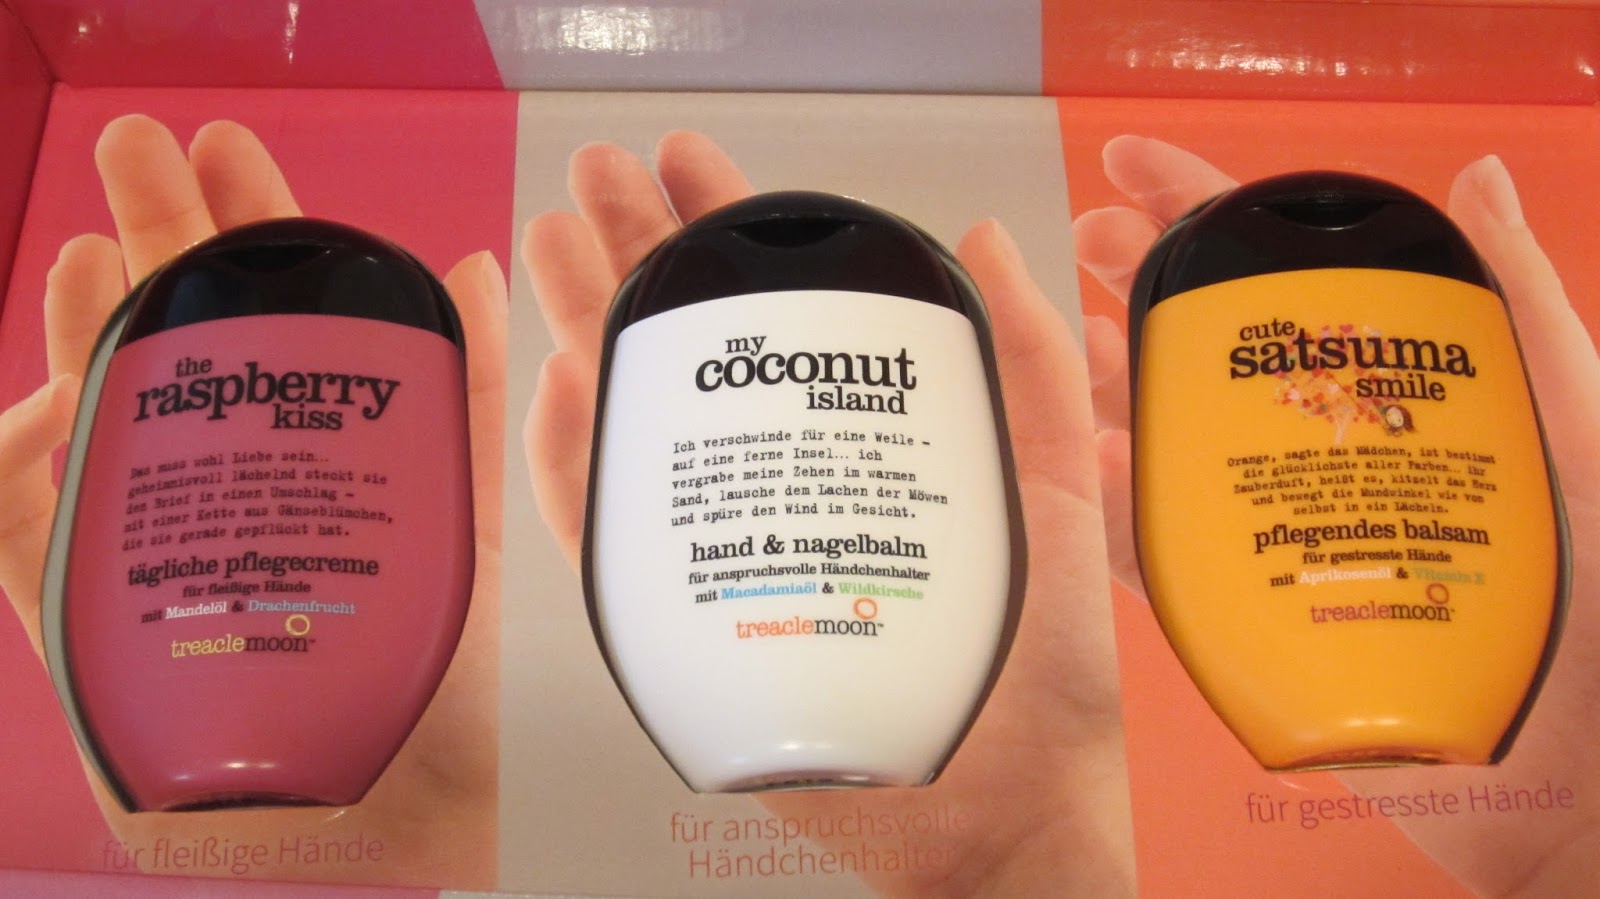 the
raspberry
kiss
Das muss wohl Liebe sein...
geheimnisvoll lächelnd steckt sie
den Brief in einen Umschlag –
mit einer Kette aus Gänseblümchen,
die sie gerade gepflückt hat.
tägliche pflegecreme
für fleißige Hände
mit Mandelöl & Drachenfrucht
treaclemoon™
für fleißige Hände
my
coconut
island
Ich verschwinde für eine Weile –
auf eine ferne Insel... ich
vergrabe meine Zehen im warmen
Sand, lausche dem Lachen der Möwen
und spüre den Wind im Gesicht.
hand & nagelbalm
für anspruchsvolle Händchenhalter
mit Macadamiaöl & Wildkirsche
treaclemoon™
für anspruchsvolle
Händchenhalter
cute
satsuma
smile
Orange, sagte das Mädchen, ist bestimmt
die glücklichste aller Farben... ihr
Zauberduft, heißt es, kitzelt das Herz
und bewegt die Mundwinkel wie von
selbst in ein Lächeln.
pflegendes balsam
für gestresste Hände
mit Aprikosenöl & Vitamin E
treaclemoon™
für gestresste Hände